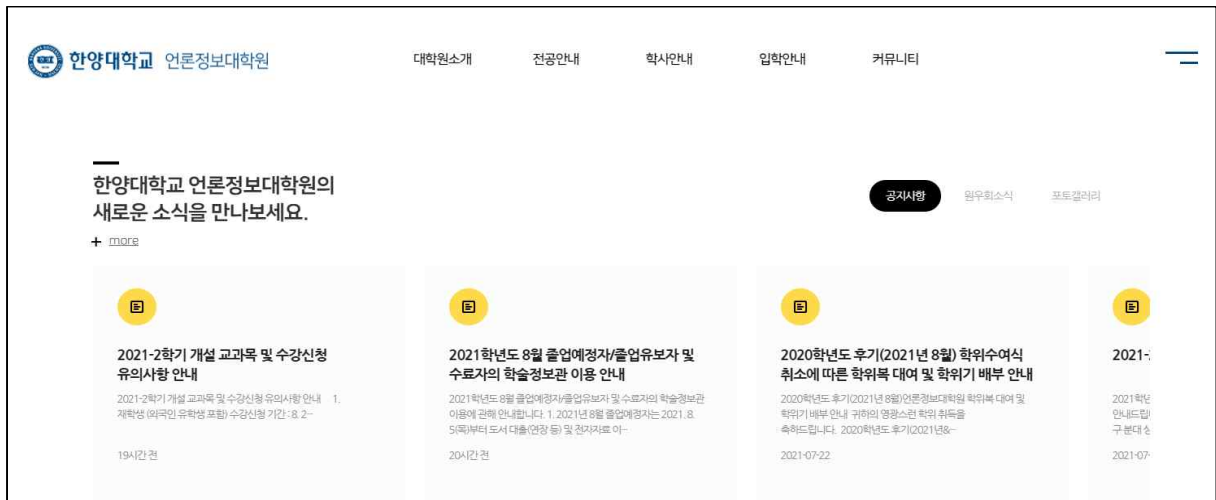 한양대학교 언론정보대학원
대학원소개 전공안내 학사안내 입학안내 커뮤니티
한양대학교 언론정보대학원의
새로운 소식을 만나보세요.
공지사항 원우회소식 포토갤러리
+ more
2021-2학기 개설 교과목 및 수강신청
유의사항 안내
2021-2학기 개설 교과목 및 수강신청 유의사항 안내 1.
재학생 (외국인 유학생 포함) 수강신청 기간 : 8. 2…
19시간 전
2021학년도 8월 졸업예정자/졸업유보자 및
수료자의 학술정보관 이용 안내
2021학년도 8월 졸업예정자/졸업유보자 및 수료자의 학술정보관
이용에 관해 안내합니다. 1. 2021년 8월 졸업예정자는 2021. 8.
5(목)부터 도서 대출(연장 등) 및 전자자료 이…
20시간 전
2020학년도 후기(2021년 8월) 학위수여식
취소에 따른 학위복 대여 및 학위기 배부 안내
2020학년도 후기(2021년 8월)언론정보대학원 학위복 대여 및
학위기 배부 안내 귀하의 영광스런 학위 취득을
축하드립니다. 2020학년도 후기(2021년&…
2021-07-22
2021-
2021학년
안내드립
구분대 상
2021-07-